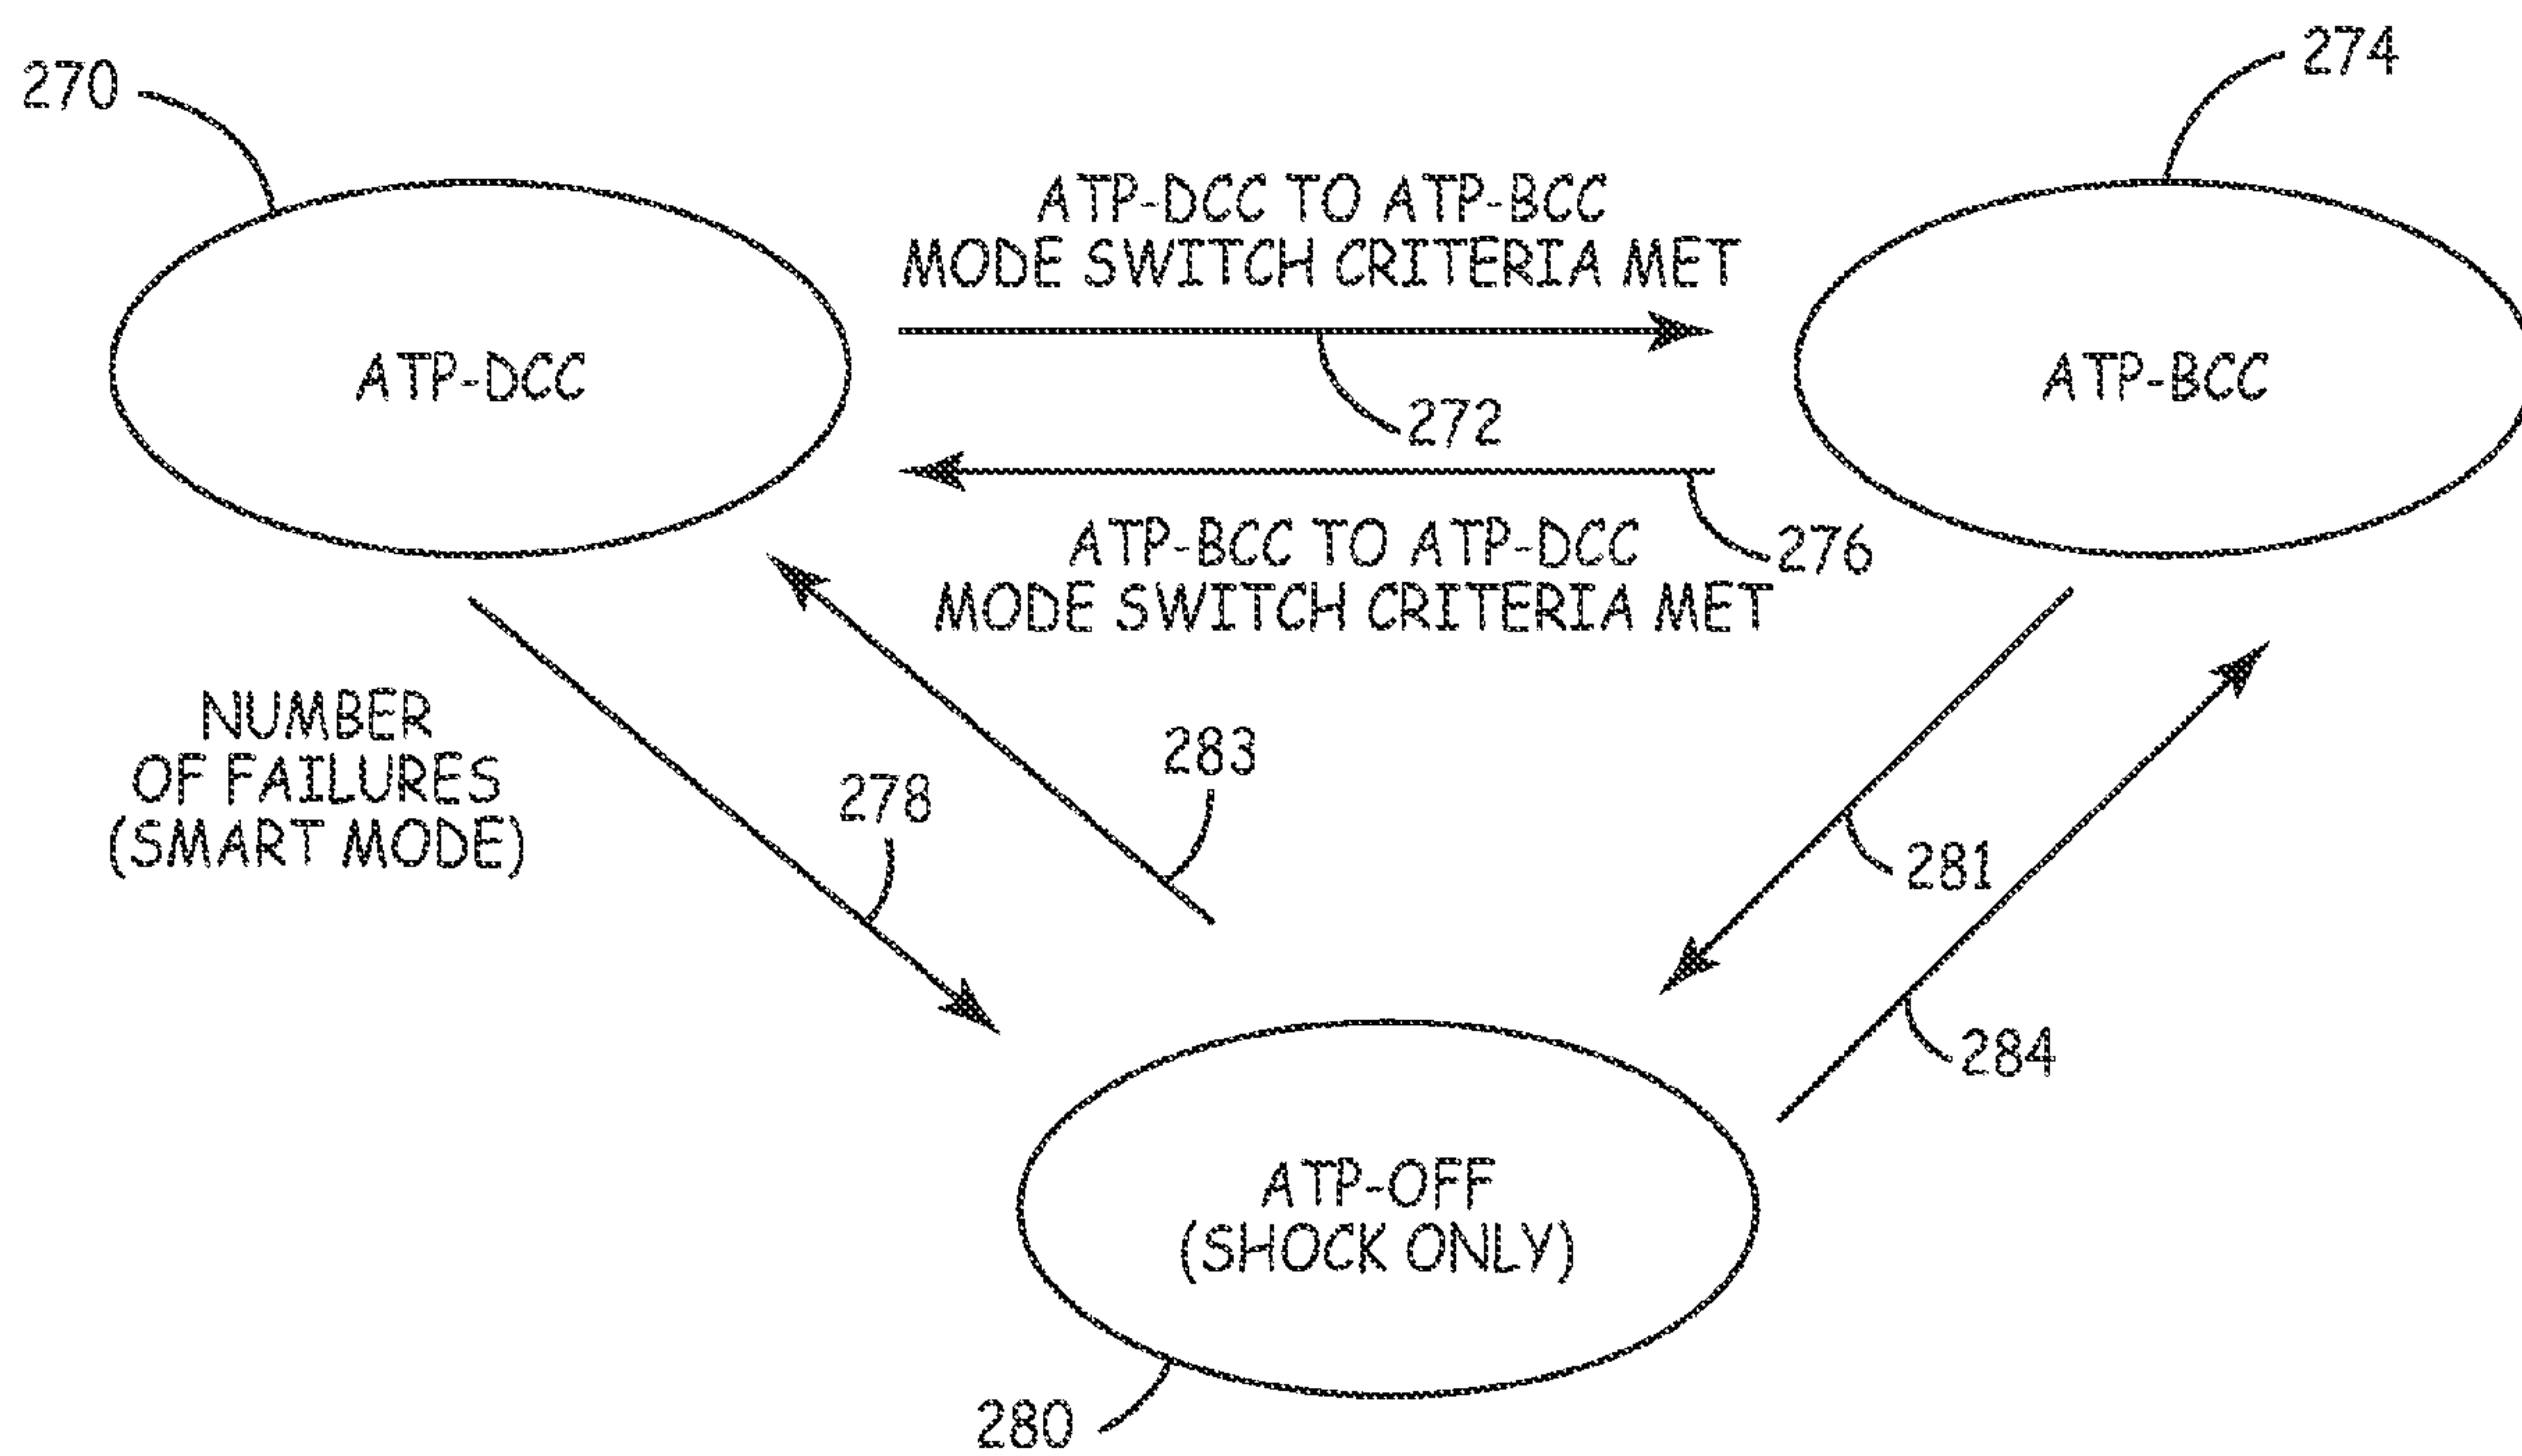 270
274
ATP-DCC TO ATP-BCC
MODE SWITCH CRITERIA MET
ATP-DCC
ATP-BCC
272
276
ATP-BCC TO ATP-DCC
MODE SWITCH CRITERIA MET
NUMBER
OF FAILURES
(SMART MODE)
278
283
281
284
ATP-OFF
(SHOCK ONLY)
280